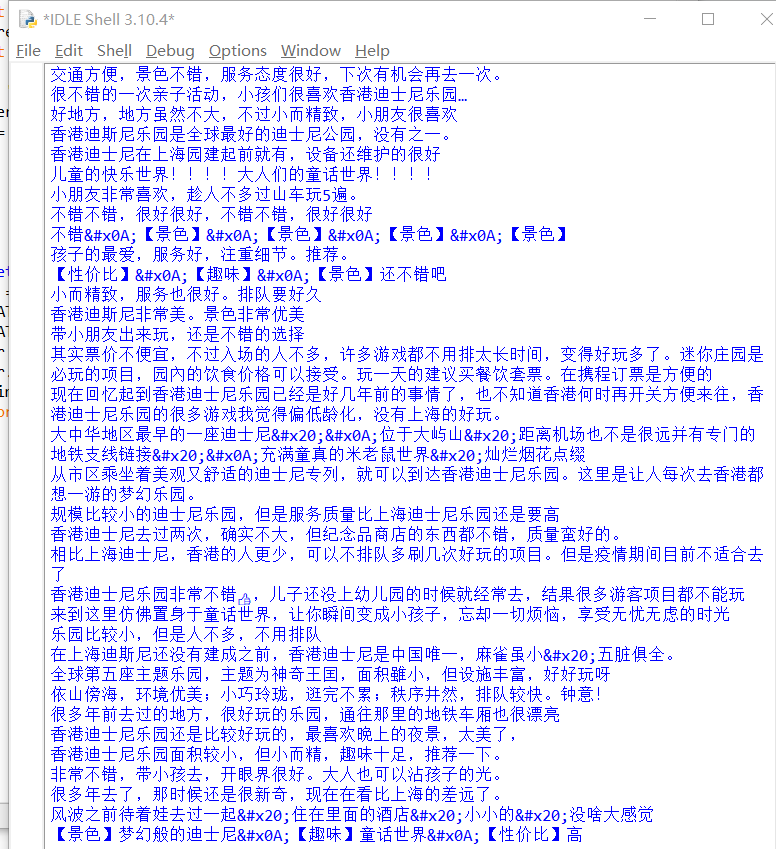 *IDLE Shell 3.10.4*
File Edit Shell Debug Options Window Help
交通方便，景色不错，服务态度很好，下次有机会再去一次。
很不错的一次亲子活动，小孩们很喜欢香港迪士尼乐园…
好地方，地方虽然不大，不过小而精致，小朋友很喜欢
香港迪斯尼乐园是全球最好的迪士尼公园，没有之一。
香港迪士尼在上海园建起前就有，设备还维护的很好
儿童的快乐世界！！！！大人们的童话世界！！！！
小朋友非常喜欢，趁人不多过山车玩5遍。
不错不错，很好很好，不错不错，很好很好
不错&#x0A;【景色】&#x0A;【景色】&#x0A;【景色】&#x0A;【景色】
孩子的最爱，服务好，注重细节。推荐。
【性价比】&#x0A;【趣味】&#x0A;【景色】还不错吧
小而精致，服务也很好。排队要好久
香港迪斯尼非常美。景色非常优美
带小朋友出来玩，还是不错的选择
其实票价不便宜，不过入场的人不多，许多游戏都不用排太长时间，变得好玩多了。迷你庄园是
必玩的项目，园内的饮食价格可以接受。玩一天的建议买餐饮套票。在携程订票是方便的
现在回忆起到香港迪士尼乐园已经是好几年前的事情了，也不知道香港何时再开关方便来往，香
港迪士尼乐园的很多游戏我觉得偏低龄化，没有上海的好玩。
大中华地区最早的一座迪士尼&#x20;&#x0A;位于大屿山&#x20;距离机场也不是很远并有专门的
地铁支线链接&#x20;&#x0A;充满童真的米老鼠世界&#x20;灿烂烟花点缀
从市区乘坐着美观又舒适的迪士尼专列，就可以到达香港迪士尼乐园。这里是让人每次去香港都
想一游的梦幻乐园。
规模比较小的迪士尼乐园，但是服务质量比上海迪士尼乐园还是要高
香港迪士尼去过两次，确实不大，但纪念品商店的东西都不错，质量蛮好的。
相比上海迪士尼，香港的人更少，可以不排队多刷几次好玩的项目。但是疫情期间目前不适合去
了
香港迪士尼乐园非常不错👍，儿子还没上幼儿园的时候就经常去，结果很多游客项目都不能玩
来到这里仿佛置身于童话世界，让你瞬间变成小孩子，忘却一切烦恼，享受无忧无虑的时光
乐园比较小，但是人不多，不用排队
在上海迪斯尼还没有建成之前，香港迪士尼是中国唯一，麻雀虽小&#x20;五脏俱全。
全球第五座主题乐园，主题为神奇王国，面积雖小，但设施丰富，好好玩呀
依山傍海，环境优美；小巧玲珑，逛完不累；秩序井然，排队较快。钟意！
很多年前去过的地方，很好玩的乐园，通往那里的地铁车厢也很漂亮
香港迪士尼乐园还是比较好玩的，最喜欢晚上的夜景，太美了，
香港迪士尼乐园面积较小，但小而精，趣味十足，推荐一下。
非常不错，带小孩去，开眼界很好。大人也可以沾孩子的光。
很多年去了，那时候还是很新奇，现在在看比上海的差远了。
风波之前待着娃去过一起&#x20;住在里面的酒店&#x20;小小的&#x20;没啥大感觉
【景色】梦幻般的迪士尼&#x0A;【趣味】童话世界&#x0A;【性价比】高